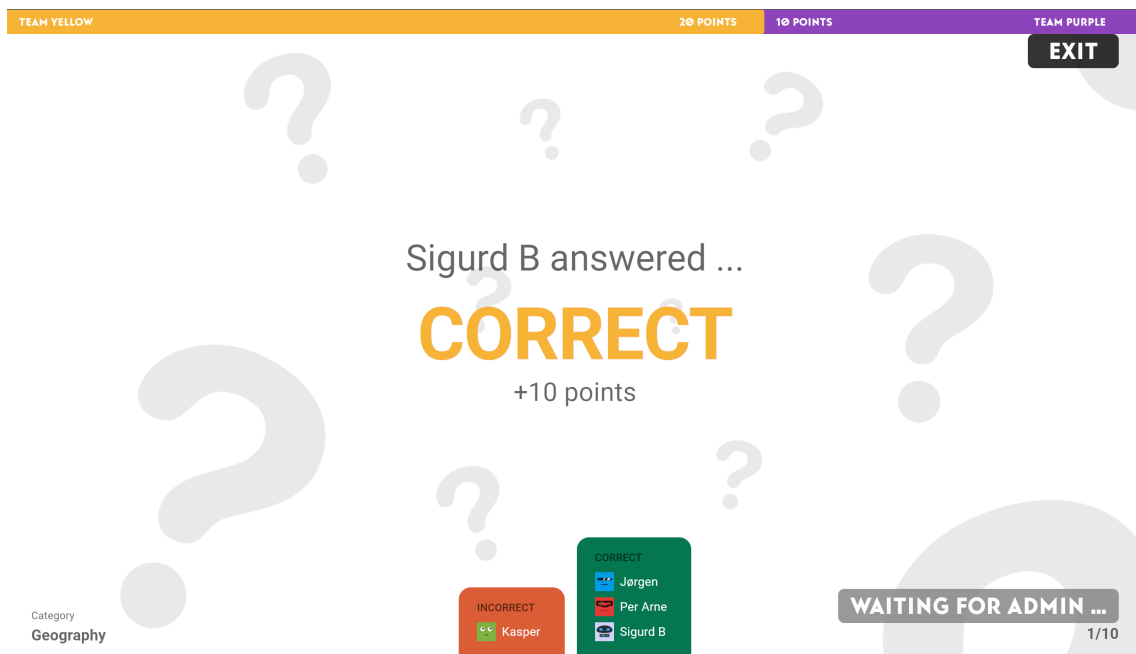 TEAM YELLOW 20 POINTS 10 POINTS TEAM PURPLE
EXIT
Sigurd B answered ...
CORRECT
+10 points
INCORRECT
Kasper
CORRECT
Jørgen
Per Arne
Sigurd B
Category
Geography
WAITING FOR ADMIN ...
1/10